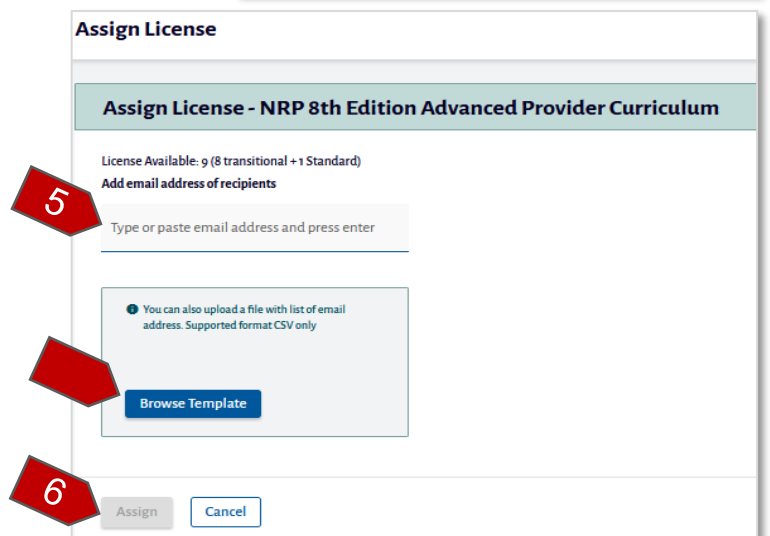 Assign License
Assign License - NRP 8th Edition Advanced Provider Curriculum
License Available: 9 (8 transitional + 1 Standard)
Add email address of recipients
5
Type or paste email address and press enter
You can also upload a file with list of email
address. Supported format CSV only
Browse Template
6
Assign
Cancel